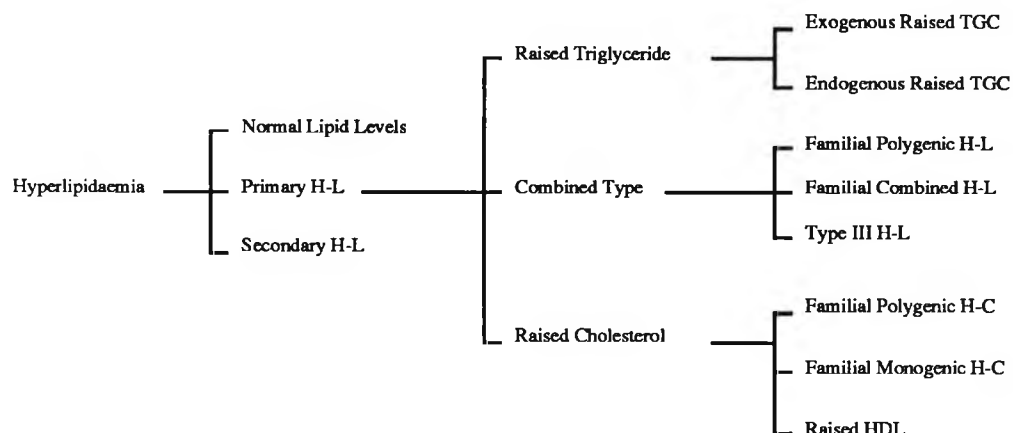 Exogenous Raised TGC
Raised Triglyceride
Endogenous Raised TGC
Normal Lipid Levels
Familial Polygenic H-L
Hyperlipidaemia
Primary H-L
Combined Type
Familial Combined H-L
Type III H-L
Secondary H-L
Familial Polygenic H-C
Raised Cholesterol
Familial Monogenic H-C
Raised HDL